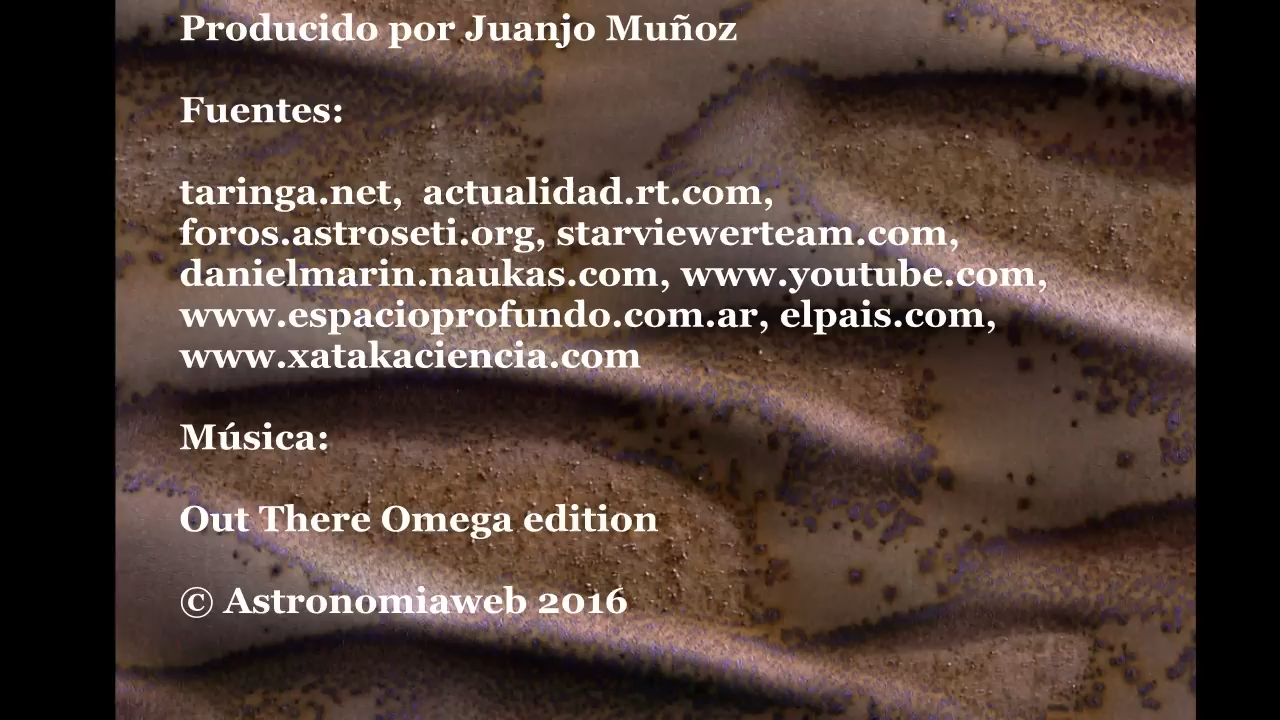 Producido por Juanjo Muñoz
Fuentes:
taringa.net,  actualidad.rt.com,
foros.astroseti.org, starviewerteam.com,
danielmarin.naukas.com, www.youtube.com,
www.espacioprofundo.com.ar, elpais.com,
www.xatakaciencia.com
Música:
Out There Omega edition
© Astronomiaweb 2016